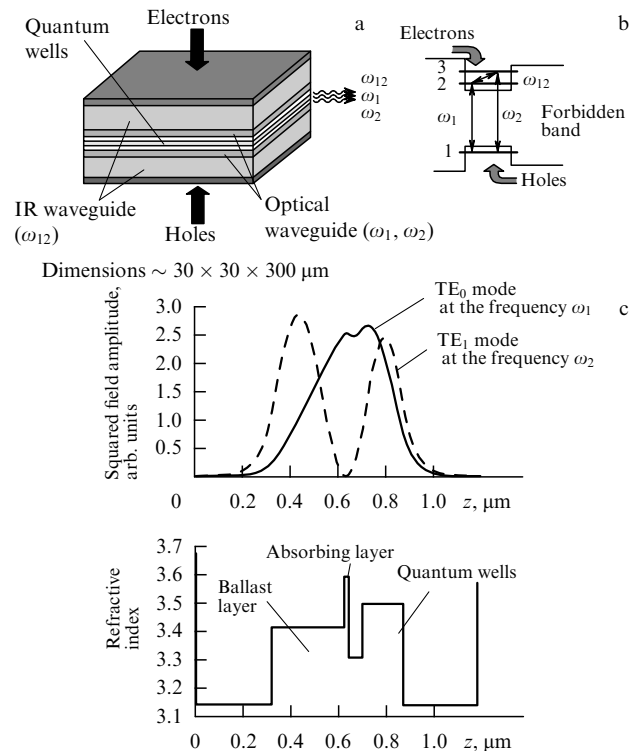 a
Electrons
Quantum
wells
ω₁₂
ω₁
ω₂
IR waveguide
(ω₁₂)
Holes
Optical
waveguide (ω₁, ω₂)
Dimensions ∼ 30 × 30 × 300 μm
b
Electrons
3
2
ω₁₂
ω₁
ω₂
Forbidden
band
1
Holes
c
Squared field amplitude,
arb. units
3.0
2.5
2.0
1.5
1.0
0.5
TE₀ mode
at the frequency ω₁
TE₁ mode
at the frequency ω₂
0 0.2 0.4 0.6 0.8 1.0 z, μm
Refractive
index
3.7
3.6
3.5
3.4
3.3
3.2
3.1
Absorbing layer
Ballast
layer
Quantum wells
0 0.2 0.4 0.6 0.8 1.0 z, μm